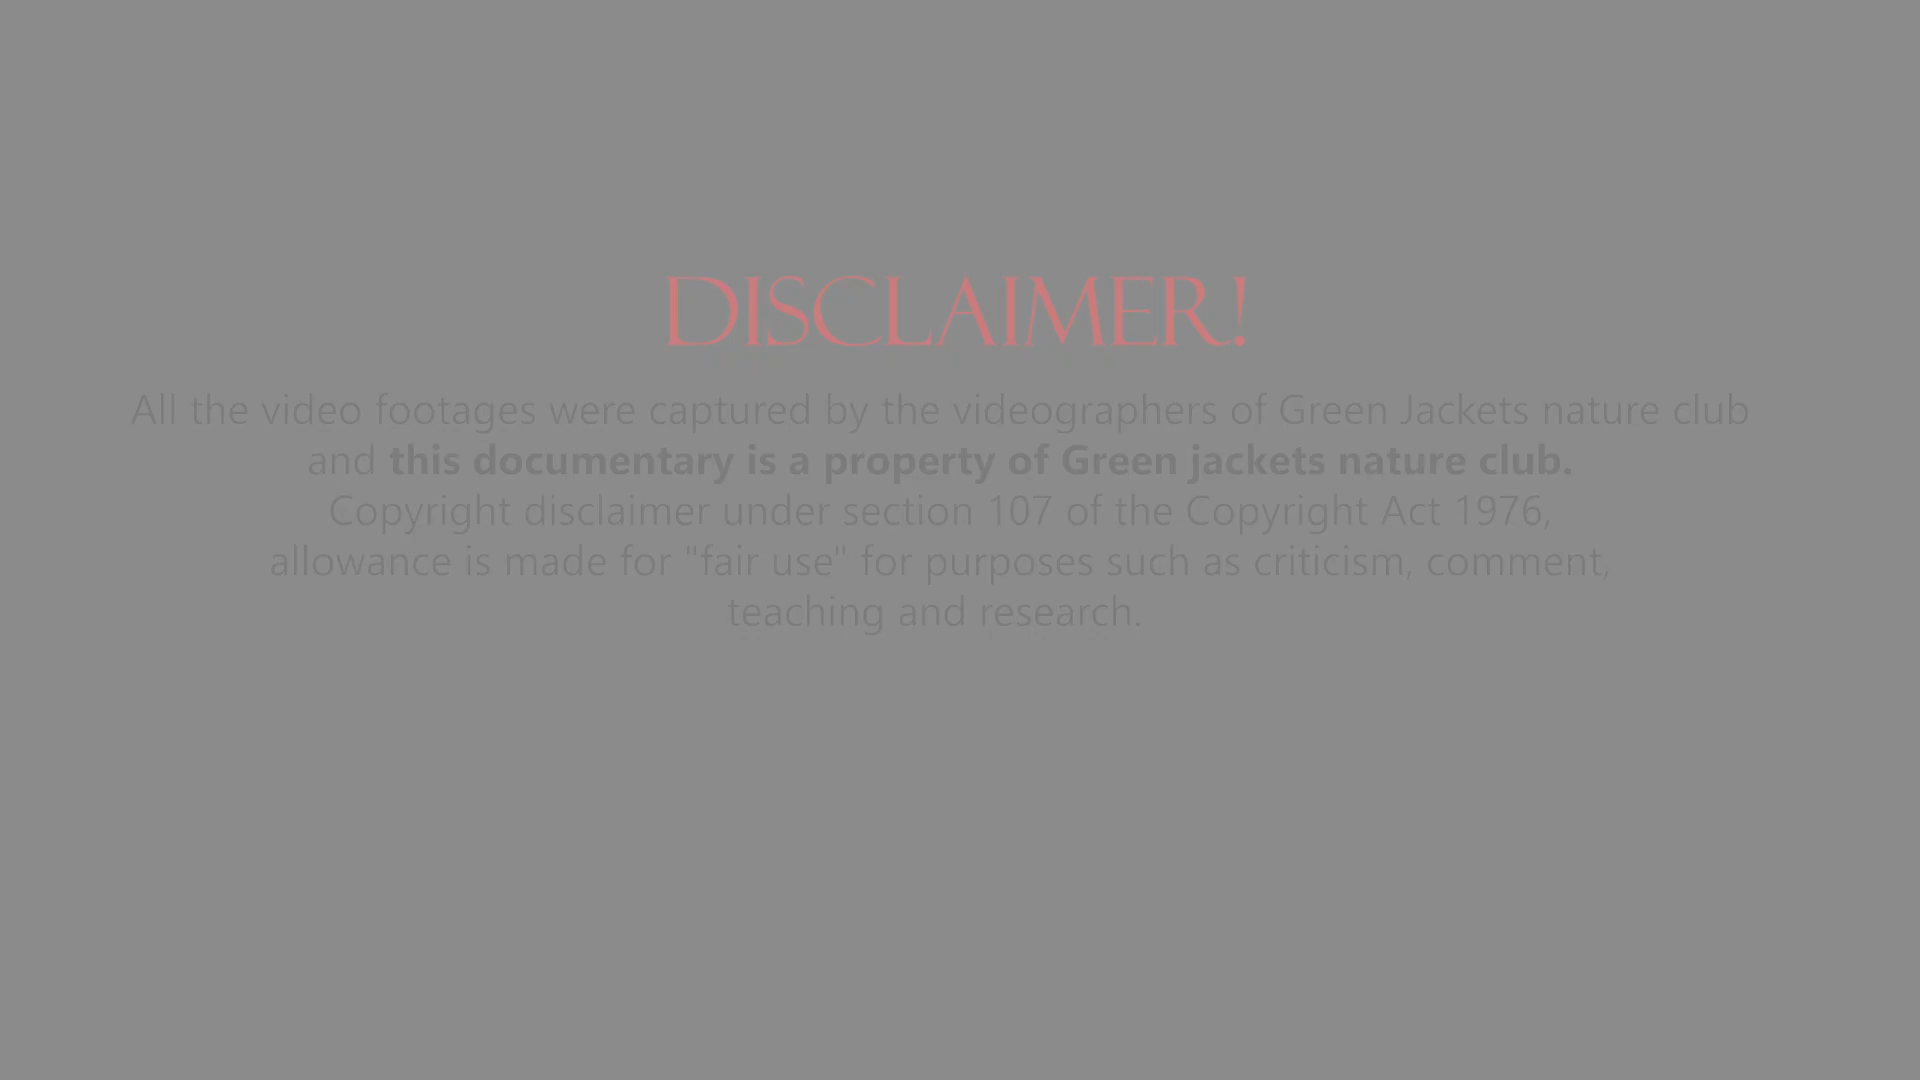 DISCLAIMER!
All the video footages were captured by the videographers of Green Jackets nature club
and this documentary is a property of Green jackets nature club.
Copyright disclaimer under section 107 of the Copyright Act 1976,
allowance is made for "fair use" for purposes such as criticism, comment,
teaching and research.